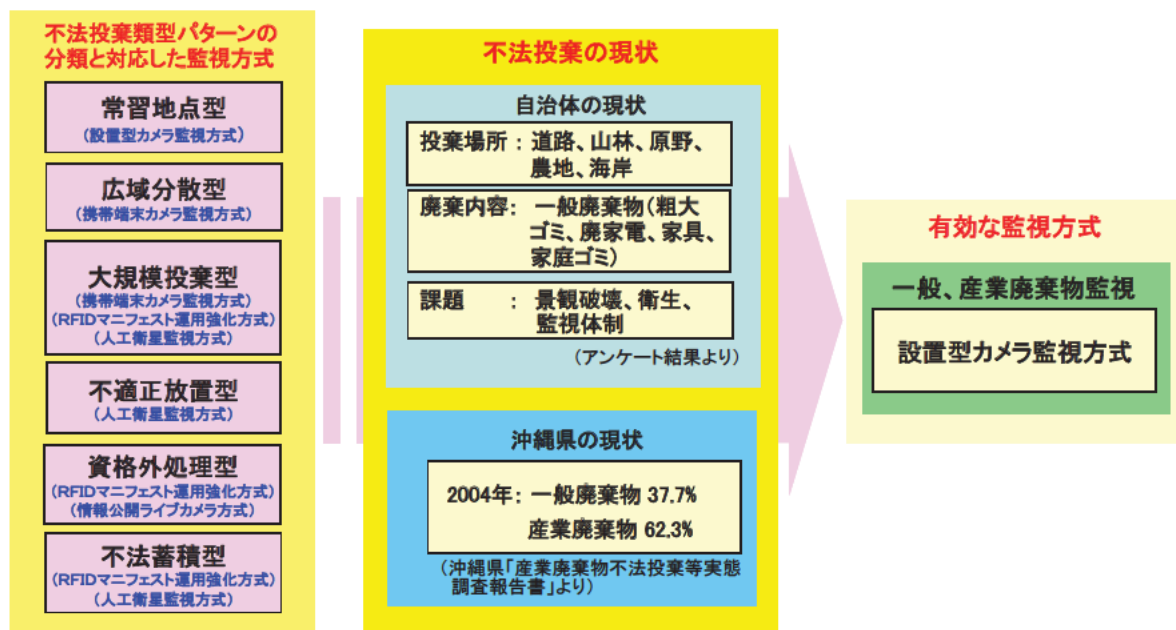 不法投棄類型パターンの
分類と対応した監視方式
常習地点型
(設置型カメラ監視方式)
広域分散型
(携帯端末カメラ監視方式)
大規模投棄型
(携帯端末カメラ監視方式)
(RFIDマニフェスト運用強化方式)
(人工衛星監視方式)
不適正放置型
(人工衛星監視方式)
資格外処理型
(RFIDマニフェスト運用強化方式)
(情報公開ライブカメラ方式)
不法蓄積型
(RFIDマニフェスト運用強化方式)
(人工衛星監視方式)
不法投棄の現状
自治体の現状
投棄場所：道路、山林、原野、
農地、海岸
廃棄内容：一般廃棄物(粗大
ゴミ、廃家電、家具、
家庭ゴミ)
課題　　：景観破壊、衛生、
監視体制
(アンケート結果より)
沖縄県の現状
2004年：一般廃棄物 37.7%
産業廃棄物 62.3%
(沖縄県「産業廃棄物不法投棄等実態
調査報告書」より)
有効な監視方式
一般、産業廃棄物監視
設置型カメラ監視方式